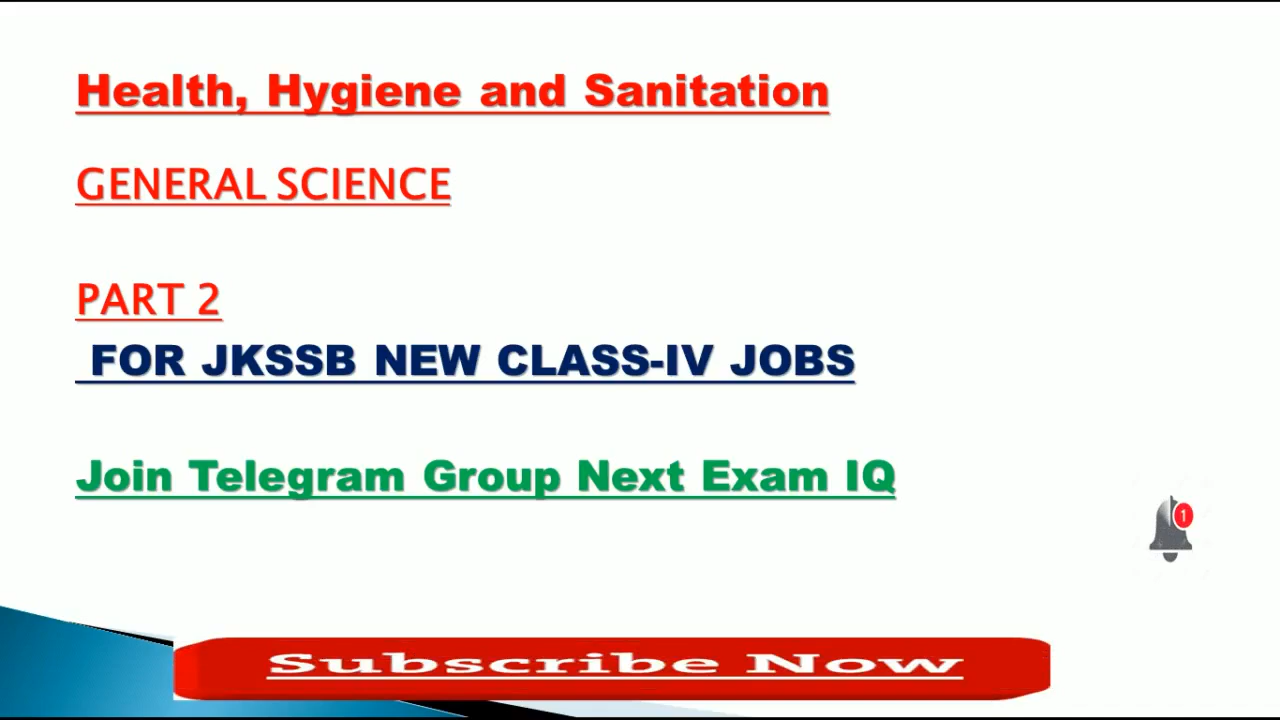 Health, Hygiene and Sanitation
GENERAL SCIENCE
PART 2
FOR JKSSB NEW CLASS-IV JOBS
Join Telegram Group Next Exam IQ
1
Subscribe Now